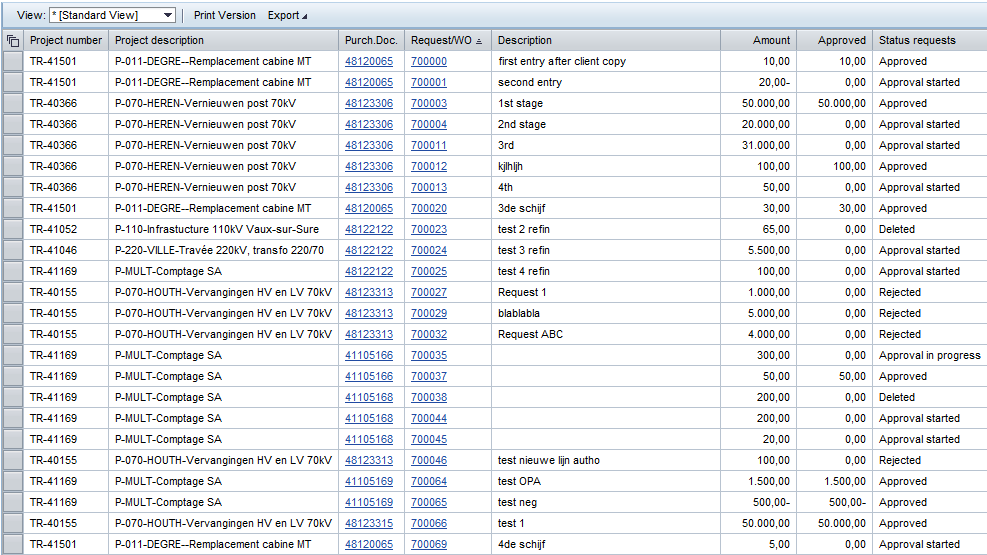 View: * [Standard View] Print Version Export
Project number Project description Purch.Doc. Request/WO Description Amount Approved Status requests
TR-41501 P-011-DEGRE--Remplacement cabine MT 48120065 700000 first entry after client copy 10,00 10,00 Approved
TR-41501 P-011-DEGRE--Remplacement cabine MT 48120065 700001 second entry 20,00- 0,00 Approval started
TR-40366 P-070-HEREN-Vernieuwen post 70kV 48123306 700003 1st stage 50.000,00 50.000,00 Approved
TR-40366 P-070-HEREN-Vernieuwen post 70kV 48123306 700004 2nd stage 20.000,00 0,00 Approval started
TR-40366 P-070-HEREN-Vernieuwen post 70kV 48123306 700011 3rd 31.000,00 0,00 Approval started
TR-40366 P-070-HEREN-Vernieuwen post 70kV 48123306 700012 kjlhljh 100,00 100,00 Approved
TR-40366 P-070-HEREN-Vernieuwen post 70kV 48123306 700013 4th 50,00 0,00 Approval started
TR-41501 P-011-DEGRE--Remplacement cabine MT 48120065 700020 3de schijf 30,00 30,00 Approved
TR-41052 P-110-Infrastucture 110kV Vaux-sur-Sure 48122122 700023 test 2 refin 65,00 0,00 Deleted
TR-41046 P-220-VILLE-Travée 220kV, transfo 220/70 48122122 700024 test 3 refin 5.500,00 0,00 Approval started
TR-41169 P-MULT-Comptage SA 48122122 700025 test 4 refin 100,00 0,00 Approval started
TR-40155 P-070-HOUTH-Vervangingen HV en LV 70kV 48123313 700027 Request 1 1.000,00 0,00 Rejected
TR-40155 P-070-HOUTH-Vervangingen HV en LV 70kV 48123313 700029 blablabla 5.000,00 0,00 Rejected
TR-40155 P-070-HOUTH-Vervangingen HV en LV 70kV 48123313 700032 Request ABC 4.000,00 0,00 Rejected
TR-41169 P-MULT-Comptage SA 41105166 700035 300,00 0,00 Approval in progress
TR-41169 P-MULT-Comptage SA 41105166 700037 50,00 50,00 Approved
TR-41169 P-MULT-Comptage SA 41105168 700038 200,00 0,00 Deleted
TR-41169 P-MULT-Comptage SA 41105168 700044 200,00 0,00 Approval started
TR-41169 P-MULT-Comptage SA 41105168 700045 20,00 0,00 Approval started
TR-40155 P-070-HOUTH-Vervangingen HV en LV 70kV 48123313 700046 test nieuwe lijn autho 100,00 0,00 Rejected
TR-41169 P-MULT-Comptage SA 41105169 700064 test OPA 1.500,00 1.500,00 Approved
TR-41169 P-MULT-Comptage SA 41105169 700065 test neg 500,00- 500,00- Approved
TR-40155 P-070-HOUTH-Vervangingen HV en LV 70kV 48123315 700066 test 1 50.000,00 50.000,00 Approved
TR-41501 P-011-DEGRE--Remplacement cabine MT 48120065 700069 4de schijf 5,00 0,00 Approval started